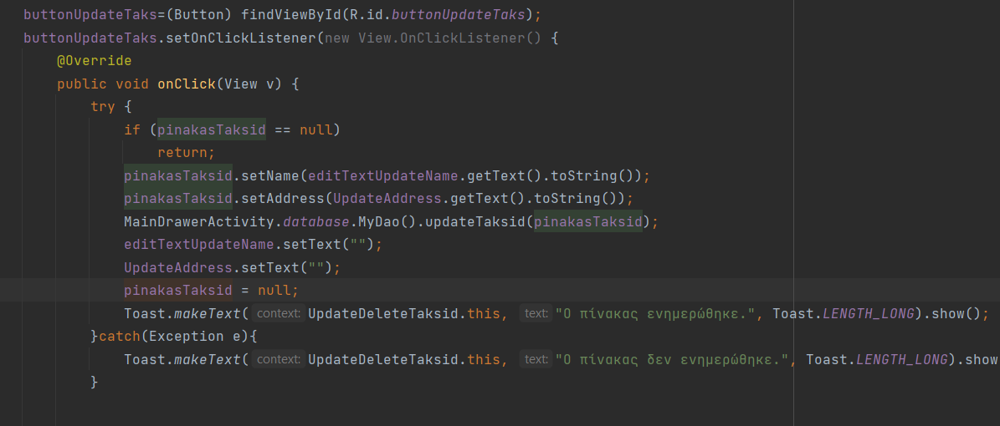 buttonUpdateTaks=(Button) findViewById(R.id.buttonUpdateTaks);
buttonUpdateTaks.setOnClickListener(new View.OnClickListener() {
@Override
public void onClick(View v) {
try {
if (pinakasTaksid == null)
return;
pinakasTaksid.setName(editTextUpdateName.getText().toString());
pinakasTaksid.setAddress(UpdateAddress.getText().toString());
MainDrawerActivity.database.MyDao().updateTaksid(pinakasTaksid);
editTextUpdateName.setText("");
UpdateAddress.setText("");
pinakasTaksid = null;
Toast.makeText( context: UpdateDeleteTaksid.this, text: "Ο πίνακας ενημερώθηκε.", Toast.LENGTH_LONG).show();
}catch(Exception e){
Toast.makeText( context: UpdateDeleteTaksid.this, text: "Ο πίνακας δεν ενημερώθηκε.", Toast.LENGTH_LONG).show
}